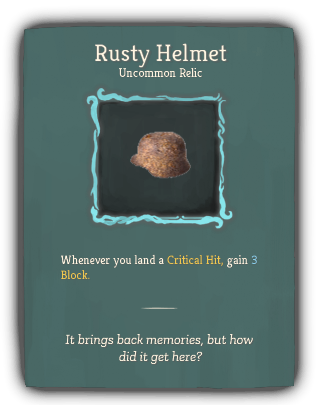 Rusty Helmet
Uncommon Relic
Whenever you land a Critical Hit, gain 3
Block.
It brings back memories, but how
did it get here?